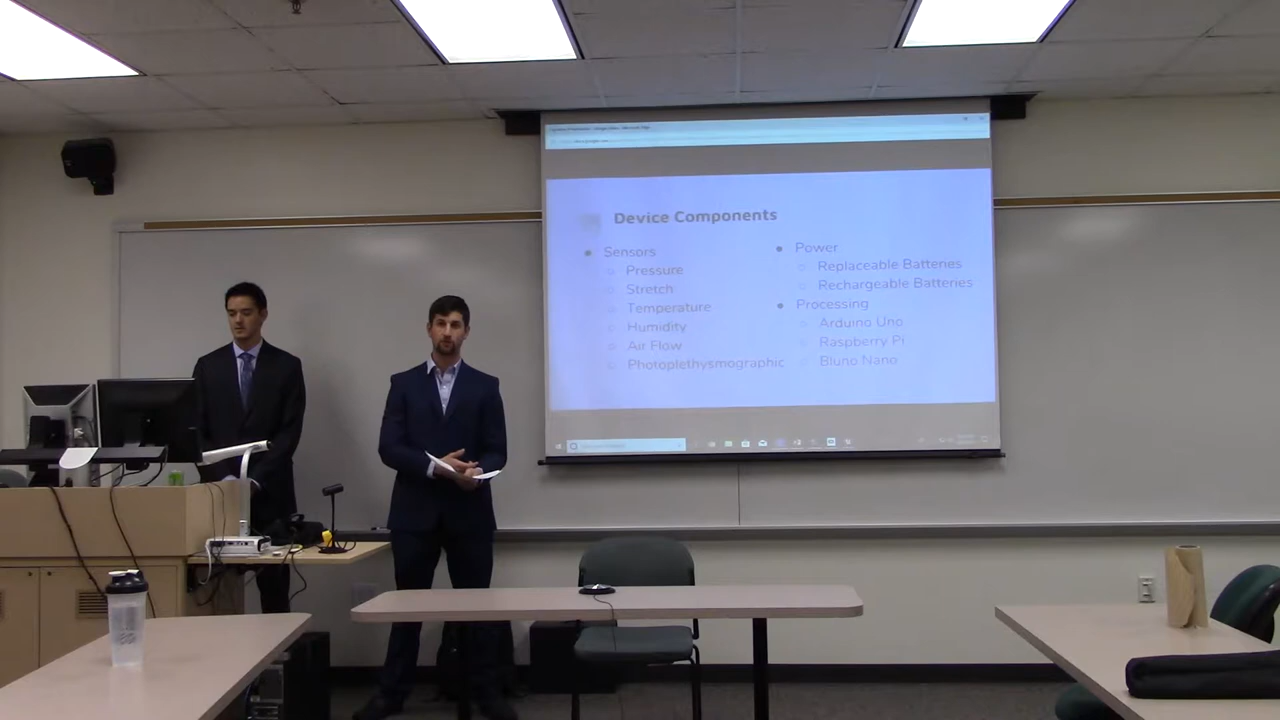 Device Components
Sensors
Pressure
Stretch
Temperature
Humidity
Air Flow
Photoplethysmographic
Power
Replaceable Batteries
Rechargeable Batteries
Processing
Arduino Uno
Raspberry Pi
Bluno Nano